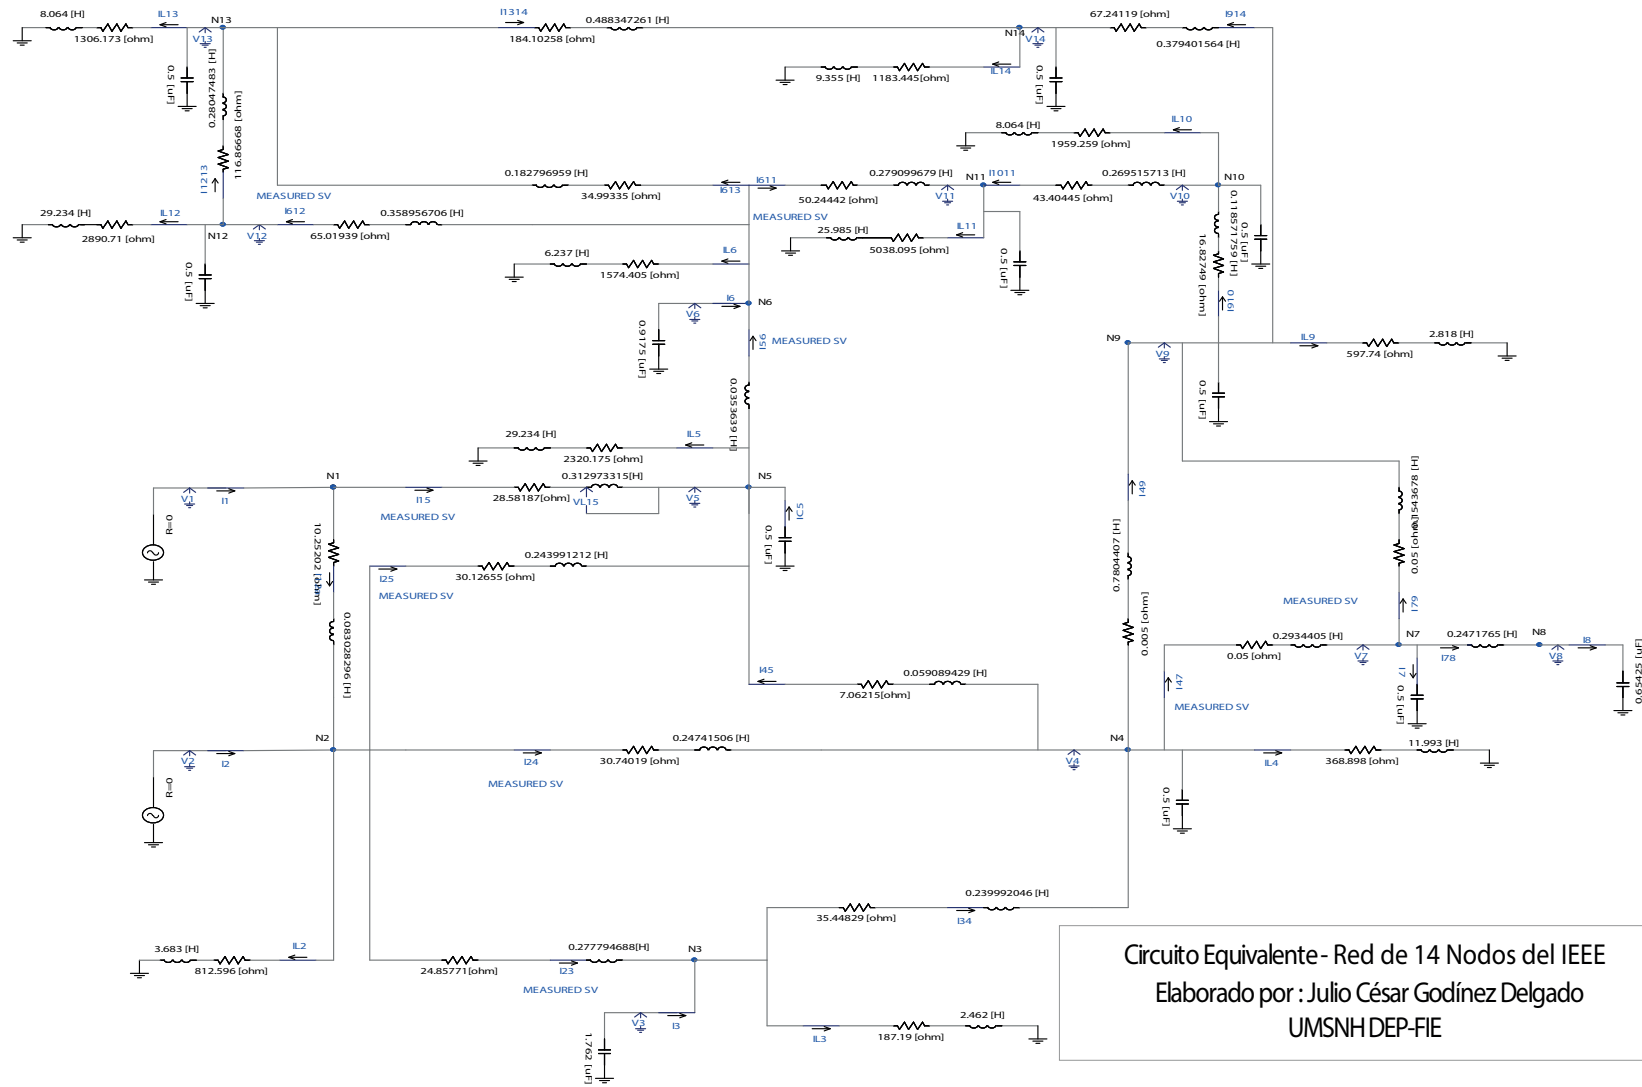 N13
8.064 [H]
IL13
I1314
0.488347261 [H]
67.24119 [ohm]
I914
1306.173 [ohm]
V13
184.10258 [ohm]
N14
V14
0.379401564 [H]
0.5 [uF]
0.28047483 [H]
9.355 [H]
1183.445[ohm]
IL14
0.5 [uF]
116.86668 [ohm]
8.064 [H]
IL10
1959.259 [ohm]
I1213
MEASURED SV
0.182796959 [H]
I613
I611
0.279099679 [H]
N11
I1011
0.269515713 [H]
N10
34.99335 [ohm]
50.24442 [ohm]
V11
43.40445 [ohm]
V10
MEASURED SV
29.234 [H]
IL12
I612
0.358956706 [H]
2890.71 [ohm]
N12
V12
65.01939 [ohm]
25.985 [H]
IL11
5038.095 [ohm]
0.118571759 [H]
0.5 [uF]
16.82749 [ohm]
0.5 [uF]
0.5 [uF]
6.237 [H]
IL6
1574.405 [ohm]
I6
N6
V6
0.9175 [uF]
I56
MEASURED SV
I910
N9
V9
IL9
2.818 [H]
597.74 [ohm]
0.5 [uF]
0.0353639 [H]
29.234 [H]
IL5
2320.175 [ohm]
N1
0.312973315[H]
N5
V1
I1
I15
28.58187[ohm]
VL15
V5
MEASURED SV
IC5
0.5 [uF]
R=0
10.25202 [ohm]
0.243991212 [H]
I25
30.12655 [ohm]
MEASURED SV
0.08302896 [H]
I49
0.7804407 [H]
0.005 [ohm]
0.05 [ohm]
MEASURED SV
I79
0.2934405 [H]
N7
0.2471765 [H]
N8
I8
0.05 [ohm]
V7
I78
V8
I7
0.65425 [uF]
0.5 [uF]
I47
MEASURED SV
I45
0.059089429 [H]
7.06215[ohm]
N2
0.24741506 [H]
N4
11.993 [H]
V2
I2
I24
30.74019 [ohm]
V4
IL4
368.898 [ohm]
MEASURED SV
R=0
0.5 [uF]
0.239992046 [H]
35.44829 [ohm]
I34
3.683 [H]
IL2
0.277794688[H]
N3
812.596 [ohm]
24.85771[ohm]
I23
MEASURED SV
2.462 [H]
V3
I3
IL3
187.19 [ohm]
1.762 [uF]
Circuito Equivalente - Red de 14 Nodos del IEEE
Elaborado por : Julio César Godínez Delgado
UMSNH DEP-FIE